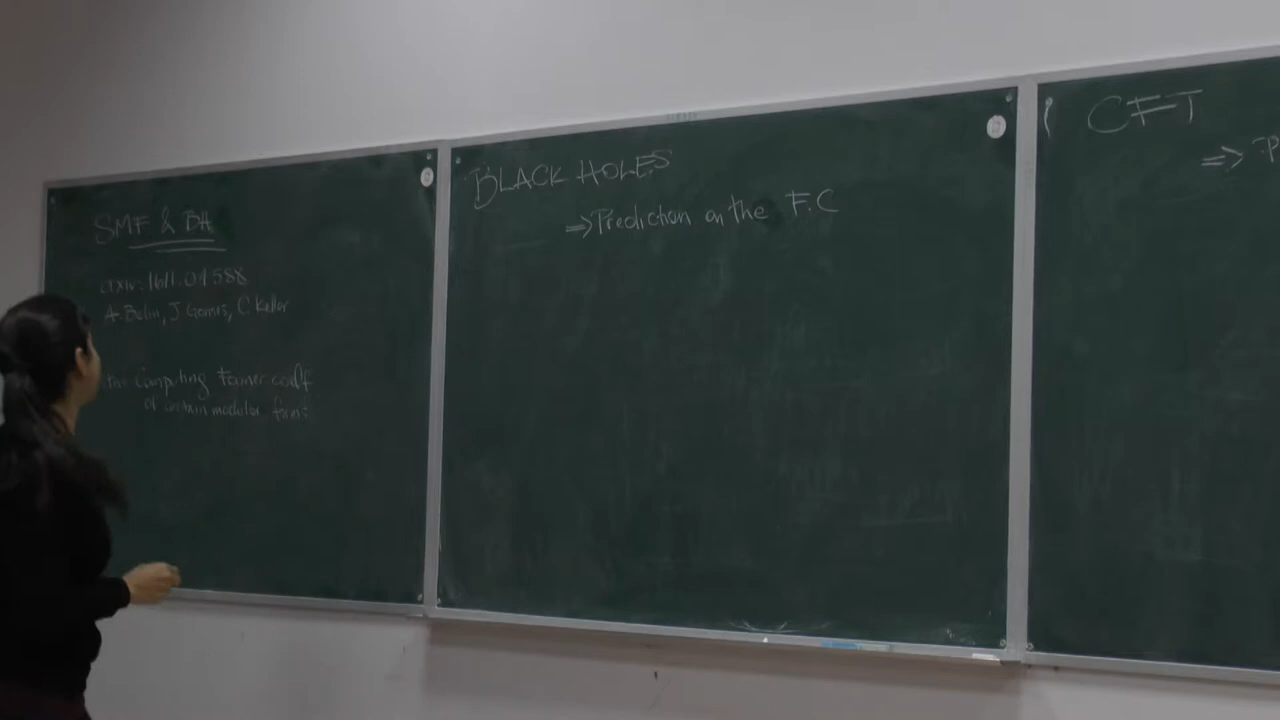 SMF & BH
arxiv: 1611.04588
A. Belin, J Gomes, C. Keller
Computing Fourier coeff
of certain modular forms
BLACK HOLES
=> Prediction on the F.C
CFT
=>